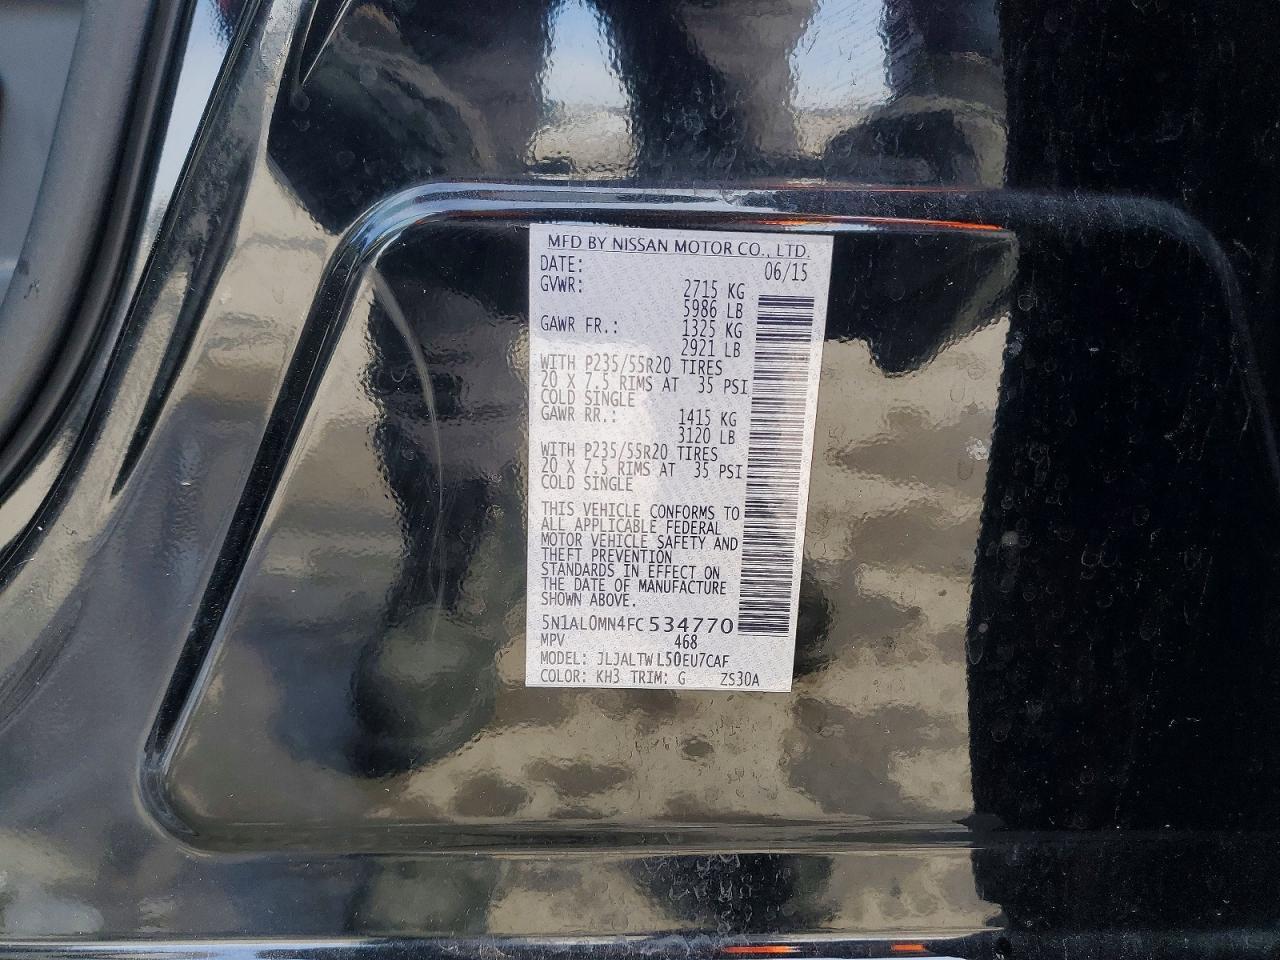 MFD BY NISSAN MOTOR CO., LTD.
DATE: 06/15
GVWR: 2715 KG
5986 LB
GAWR FR.: 1325 KG
2921 LB
WITH P235/55R20 TIRES
20 X 7.5 RIMS AT 35 PSI
COLD SINGLE
GAWR RR.: 1415 KG
3120 LB
WITH P235/55R20 TIRES
20 X 7.5 RIMS AT 35 PSI
COLD SINGLE
THIS VEHICLE CONFORMS TO
ALL APPLICABLE FEDERAL
MOTOR VEHICLE SAFETY AND
THEFT PREVENTION
STANDARDS IN EFFECT ON
THE DATE OF MANUFACTURE
SHOWN ABOVE.
5N1AL0MN4FC534770
MPV 468
MODEL: JLJALTWL50EU7CAF
COLOR: KH3 TRIM: G ZS30A